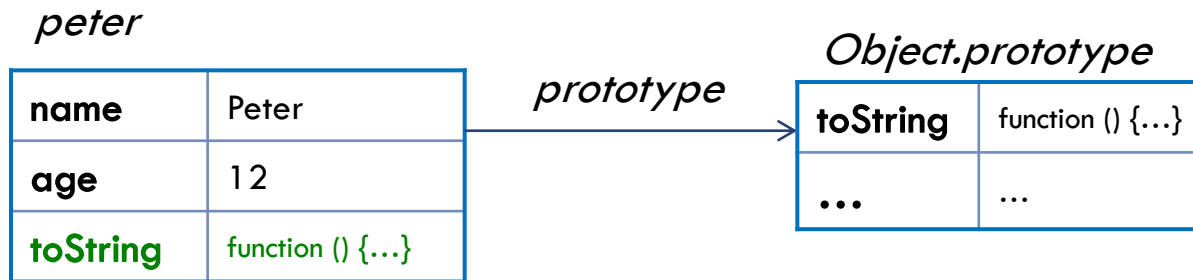 peter
name Peter
age 12
toString function () {...}
prototype
Object.prototype
toString function () {...}
... ...